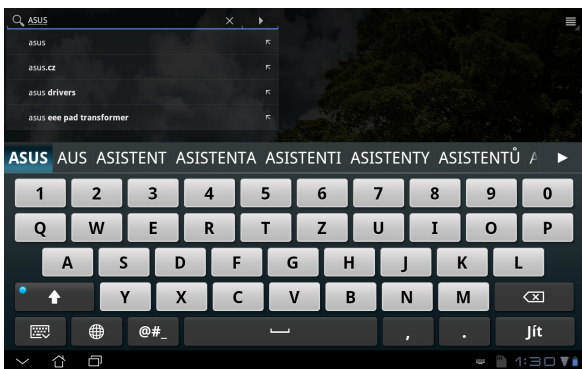 ASUS
asus
asus.cz
asus drivers
asus eee pad transformer
ASUS AUS ASISTENT ASISTENTA ASISTENTI ASISTENTY ASISTENTŮ A
1 2 3 4 5 6 7 8 9 0
Q W E R T Z U I O P
A S D F G H J K L
Y X C V B N M
@#_ , . Jít
1:30